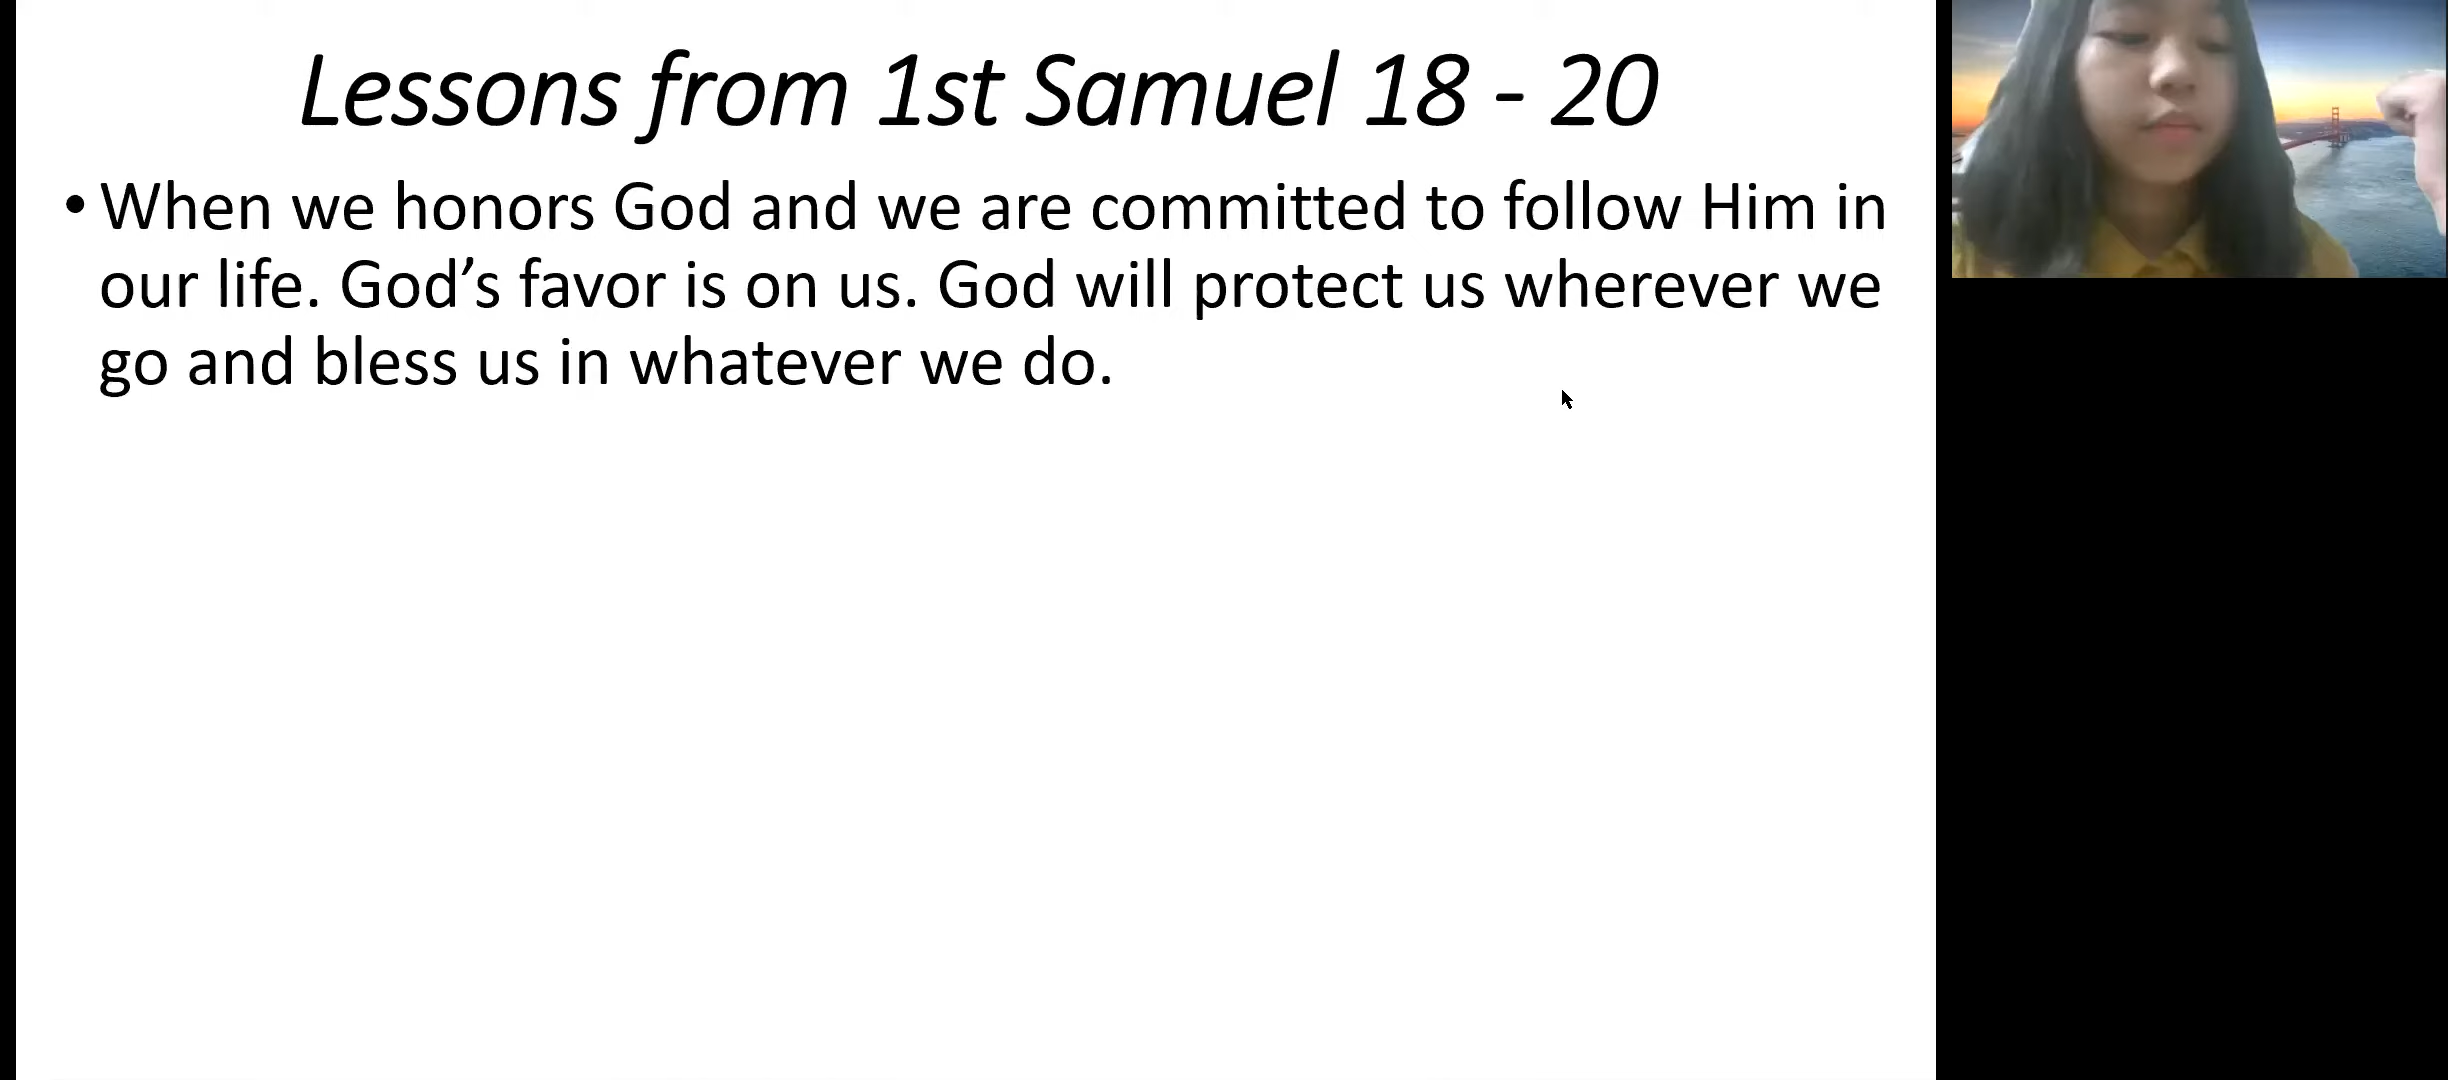 Lessons from 1st Samuel 18 - 20
• When we honors God and we are committed to follow Him in
our life. God’s favor is on us. God will protect us wherever we
go and bless us in whatever we do.